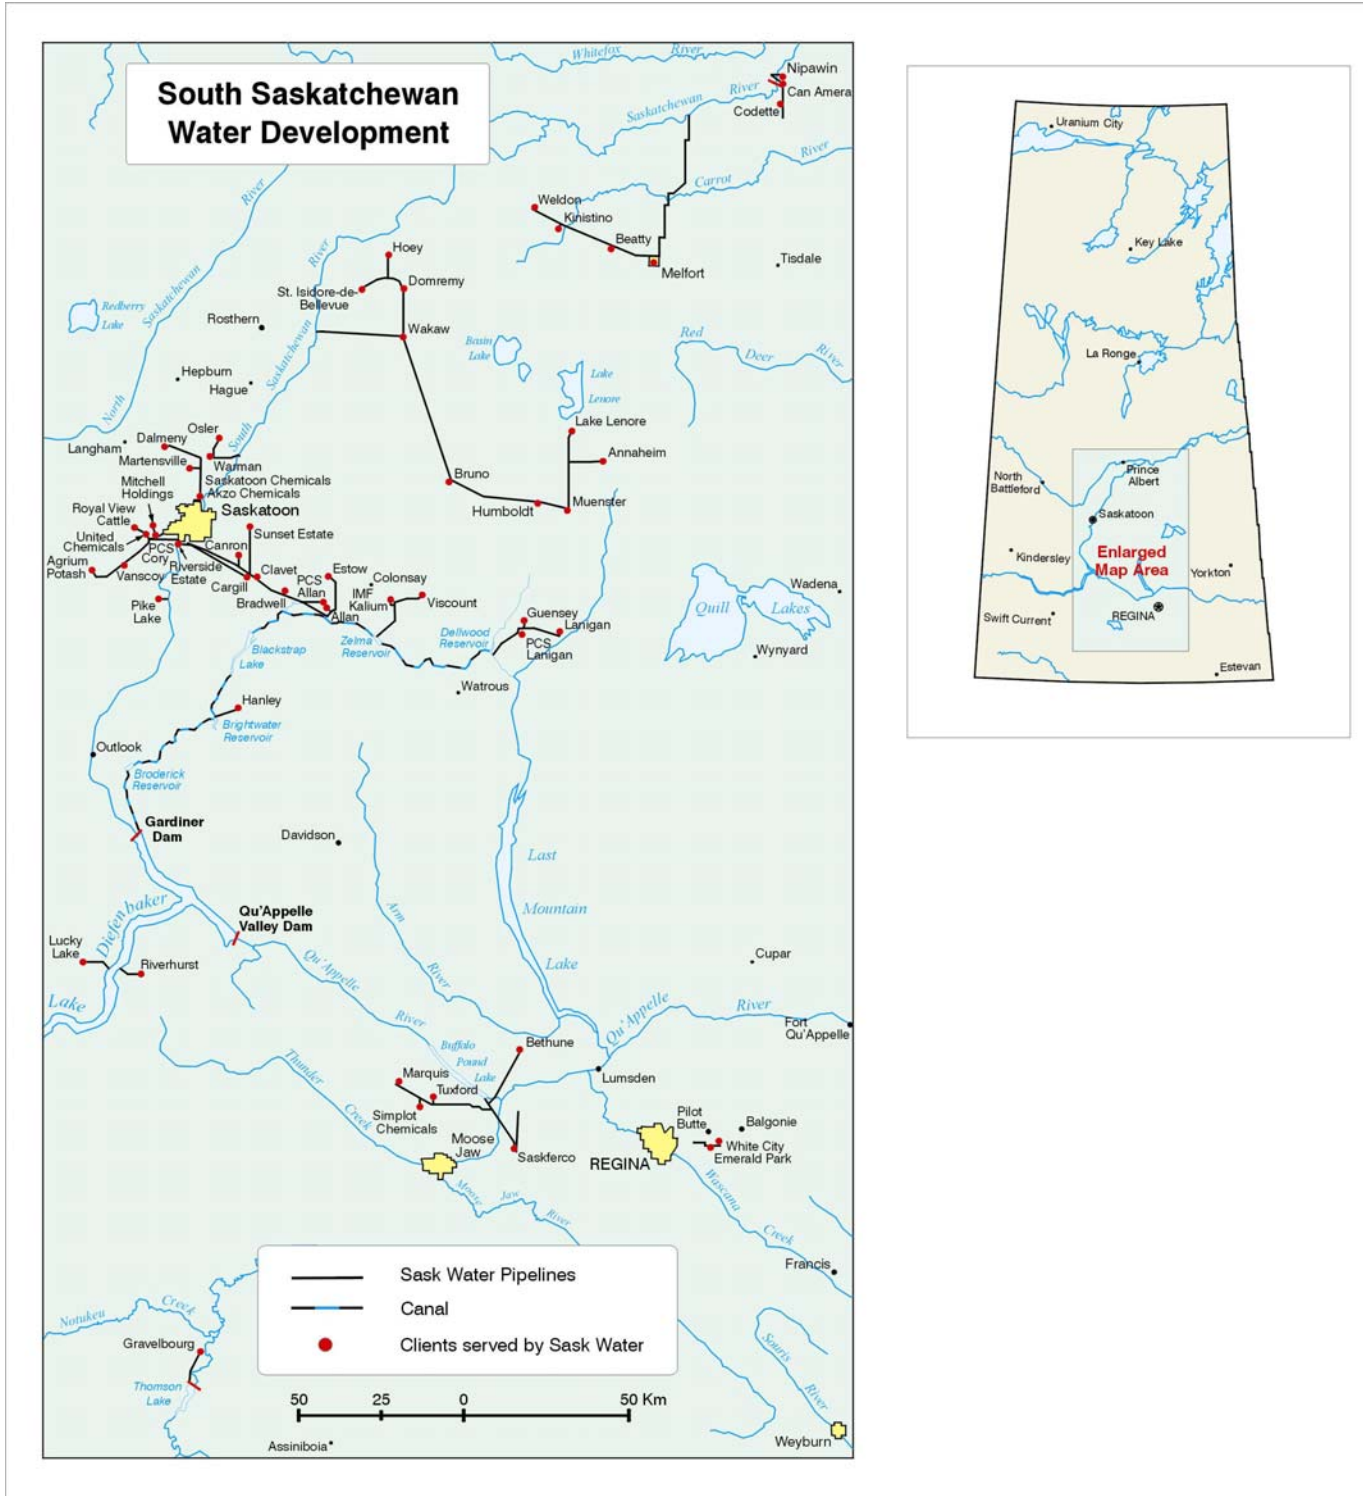 South Saskatchewan
Water Development
Whitefox River
Nipawin
Can Amera
Codette
Saskatchewan River
Carrot River
Weldon
Kinistino
Beatty
Melfort
Tisdale
North Saskatchewan River
South Saskatchewan River
Hoey
St. Isidore-de-
Bellevue
Domremy
Redberry
Lake
Rosthern
Wakaw
Basin
Lake
Red Deer River
Hepburn
Hague
Lake
Lenore
Lake Lenore
Osler
Dalmeny
Langham
Martensville
Warman
Annaheim
Mitchell
Holdings
Saskatoon Chemicals
Akzo Chemicals
Bruno
Humboldt
Muenster
Royal View
Cattle
Saskatoon
United
Chemicals
PCS
Cory
Canron
Sunset Estate
Agrium
Potash
Vanscoy
Riverside
Estate
Cargill
Clavet
PCS
Allan
Estow
Colonsay
IMF
Kalium
Viscount
Bradwell
Allan
Pike
Lake
Guensey
Lanigan
PCS
Lanigan
Wadena
Quill Lakes
Wynyard
Blackstrap
Lake
Zelma
Reservoir
Dellwood
Reservoir
Watrous
Hanley
Brightwater
Reservoir
Outlook
Broderick
Reservoir
Gardiner
Dam
Davidson
Last
Mountain
Lake
Qu'Appelle
Valley Dam
Arm River
Lake Diefenbaker
Lucky
Lake
Riverhurst
Cupar
Qu'Appelle River
Qu'Appelle River
Fort
Qu'Appelle
Buffalo
Pound
Lake
Bethune
Lumsden
Thunder Creek
Marquis
Tuxford
Simplot
Chemicals
Moose
Jaw
Saskferco
REGINA
Pilot
Butte
Balgonie
White City
Emerald Park
Moose Jaw River
Wascana Creek
Francis
Notukeu Creek
Gravelbourg
Thomson
Lake
Assiniboia
Souris River
Weyburn
Sask Water Pipelines
Canal
Clients served by Sask Water
50 25 0 50 Km
Uranium City
Key Lake
La Ronge
North
Battleford
Prince
Albert
Saskatoon
Kindersley
Enlarged
Map Area
Yorkton
Swift Current
REGINA
Estevan